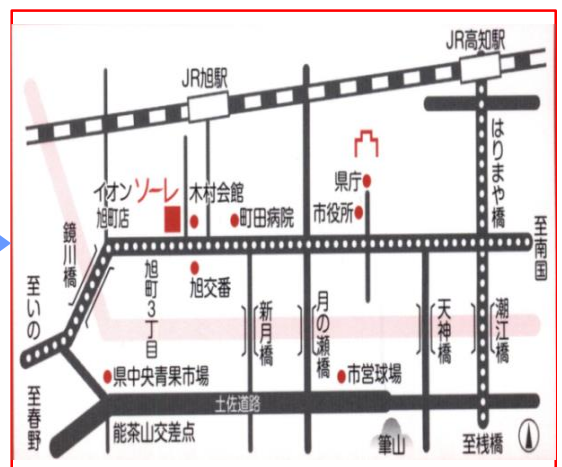 JR高知駅
JR旭駅
はりまや橋
イオン
旭町店
ソーレ
木村会館
町田病院
県庁
市役所
至南国
鏡川橋
旭町3丁目
旭交番
新月橋
月の瀬橋
天神橋
潮江橋
至いの
県中央青果市場
市営球場
至春野
土佐道路
能茶山交差点
筆山
至桟橋